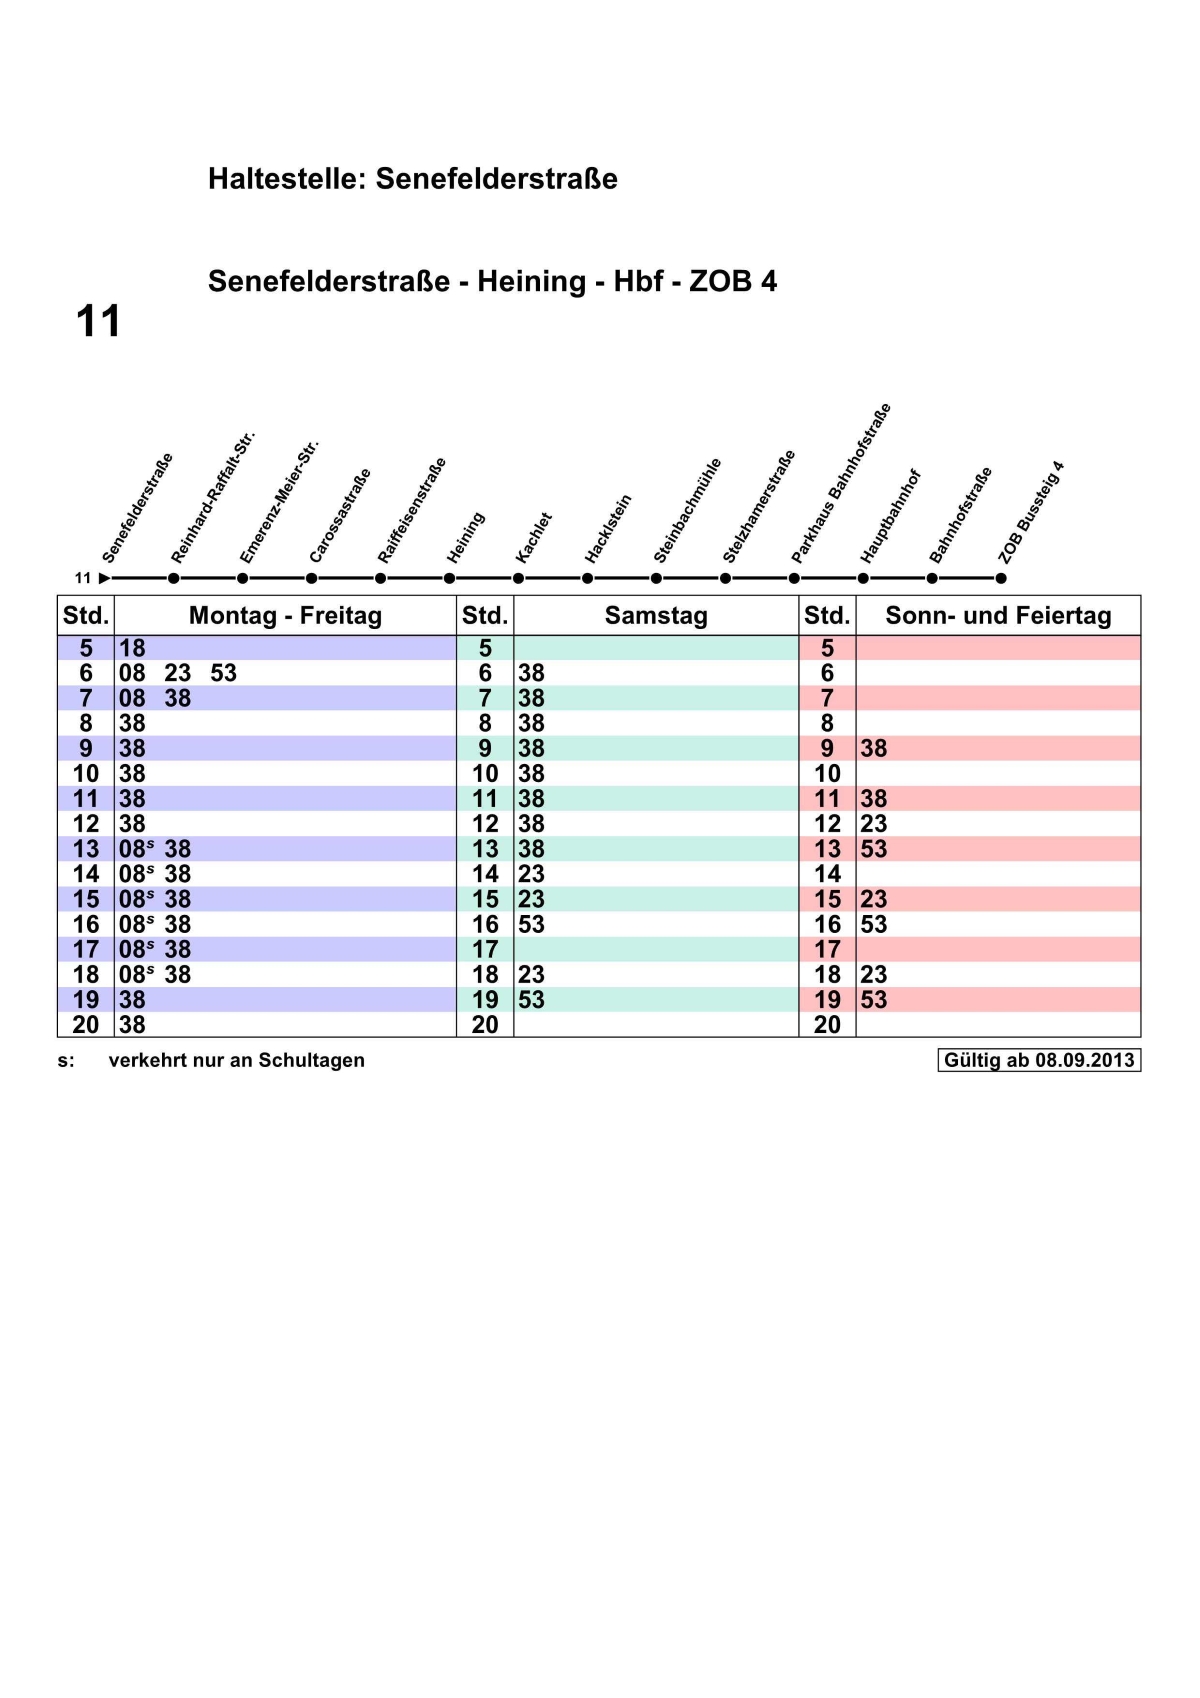 Haltestelle: Senefelderstraße
Senefelderstraße - Heining - Hbf - ZOB 4
11
Senefelderstraße
Reinhard-Raffalt-Str.
Emerenz-Meier-Str.
Carossastraße
Raiffeisenstraße
Heining
Kachlet
Hacklstein
Steinbachmühle
Stelzhamerstraße
Parkhaus Bahnhofstraße
Hauptbahnhof
Bahnhofstraße
ZOB Bussteig 4
11
Std. Montag - Freitag Std. Samstag Std. Sonn- und Feiertag
5 18 5 5
6 08 23 53 6 38 6
7 08 38 7 38 7
8 38 8 38 8
9 38 9 38 9 38
10 38 10 38 10
11 38 11 38 11 38
12 38 12 38 12 23
13 08s 38 13 38 13 53
14 08s 38 14 23 14
15 08s 38 15 23 15 23
16 08s 38 16 53 16 53
17 08s 38 17 17
18 08s 38 18 23 18 23
19 38 19 53 19 53
20 38 20 20
s: verkehrt nur an Schultagen Gültig ab 08.09.2013